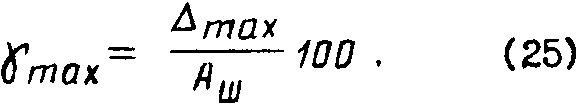 γmax = Δmax / Aш 100 . (25)